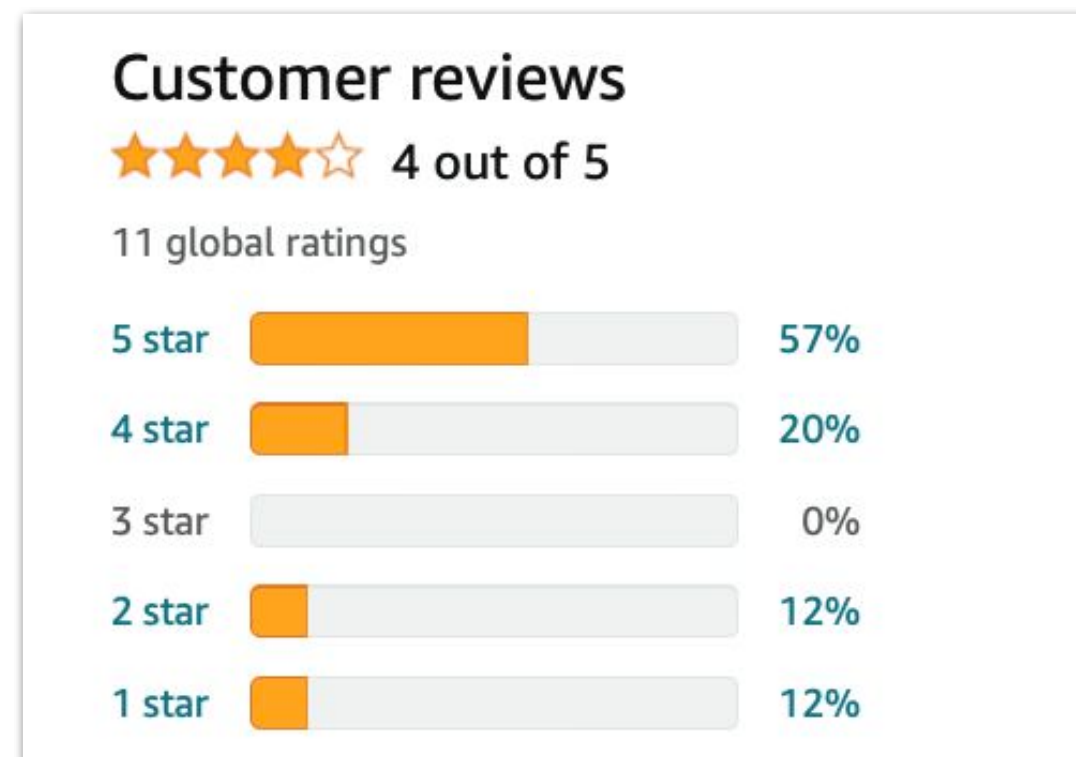 Customer reviews
4 out of 5
11 global ratings
5 star 57%
4 star 20%
3 star 0%
2 star 12%
1 star 12%